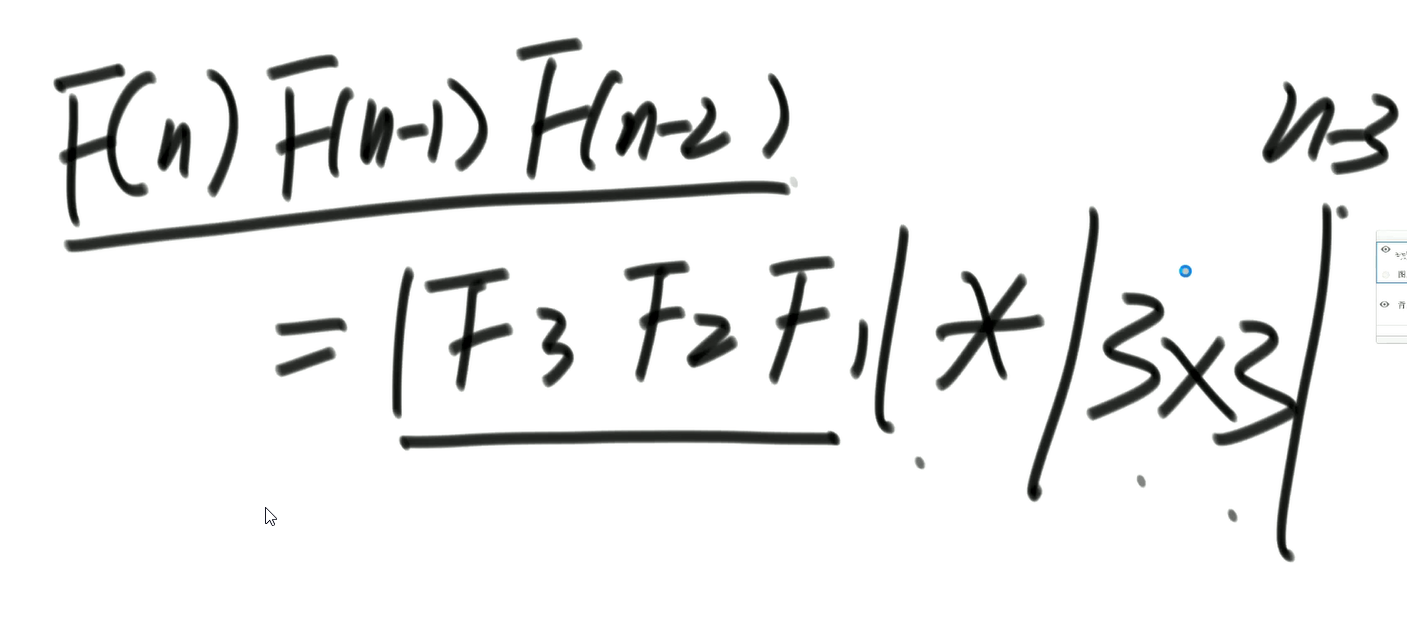 F(n) F(n-1) F(n-2)
n-3
= |F3 F2 F1| * |3x3|